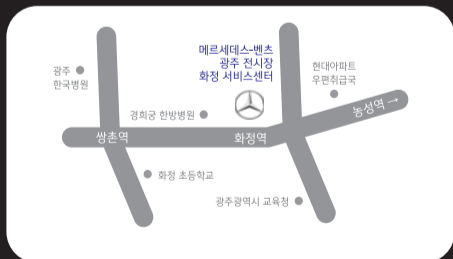 메르세데스-벤츠
광주 전시장
화정 서비스센터
광주
한국병원
현대아파트
우편취급국
경희궁 한방병원
농성역 →
쌍촌역
화정역
화정 초등학교
광주광역시 교육청